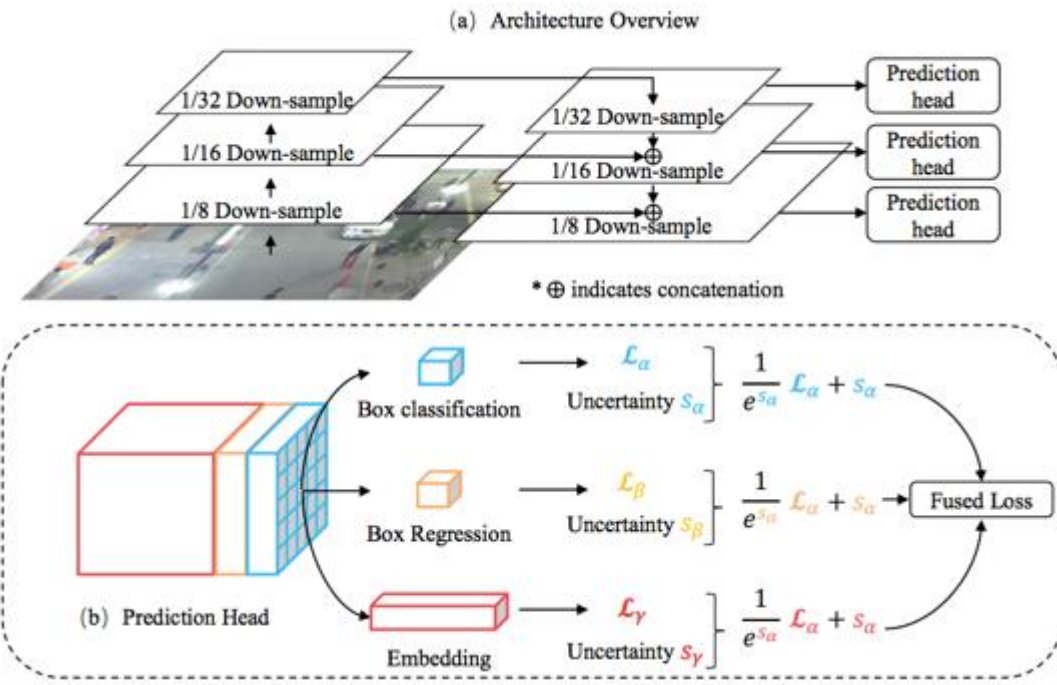 (a) Architecture Overview
1/32 Down-sample
1/16 Down-sample
1/8 Down-sample
1/32 Down-sample
1/16 Down-sample
1/8 Down-sample
Prediction head
Prediction head
Prediction head
* ⊕ indicates concatenation
Box classification
ℒα
Uncertainty sα
1/e^sα ℒα + sα
Box Regression
ℒβ
Uncertainty sβ
1/e^sα ℒα + sα
Fused Loss
(b) Prediction Head
Embedding
ℒγ
Uncertainty sγ
1/e^sα ℒα + sα